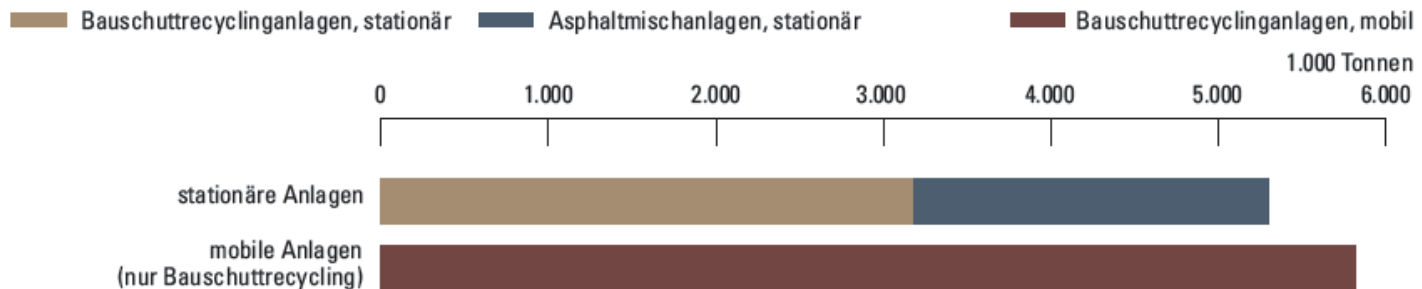 Bauschuttrecyclinganlagen, stationär Asphaltmischanlagen, stationär Bauschuttrecyclinganlagen, mobil
1.000 Tonnen
0 1.000 2.000 3.000 4.000 5.000 6.000
stationäre Anlagen
mobile Anlagen
(nur Bauschuttrecycling)